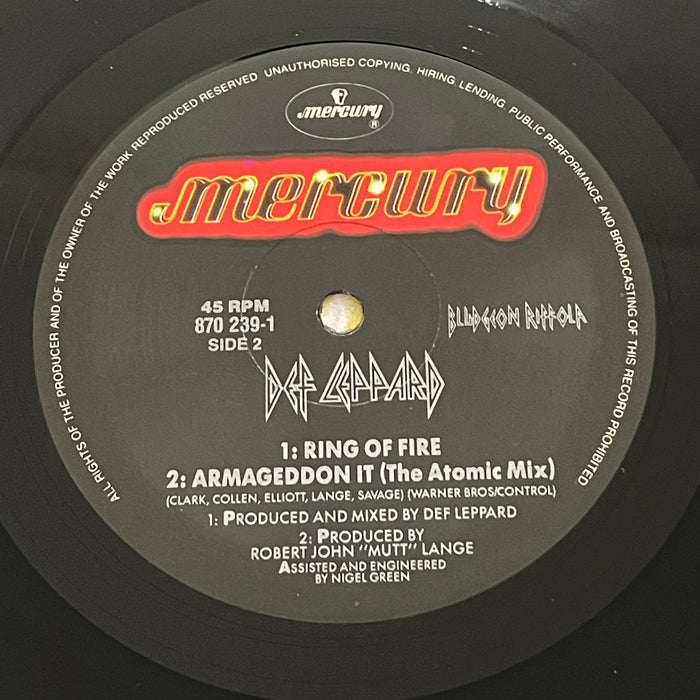 ALL RIGHTS OF THE PRODUCER AND OF THE OWNER OF THE WORK REPRODUCED RESERVED UNAUTHORISED COPYING, HIRING, LENDING, PUBLIC PERFORMANCE AND BROADCASTING OF THIS RECORD PROHIBITED
mercury ®
mercury
45 RPM
870 239-1
SIDE 2
BLUDGEON RIFFOLA
DEF LEPPARD
1: RING OF FIRE
2: ARMAGEDDON IT (The Atomic Mix)
(CLARK, COLLEN, ELLIOTT, LANGE, SAVAGE) (WARNER BROS/CONTROL)
1: PRODUCED AND MIXED BY DEF LEPPARD
2: PRODUCED BY
ROBERT JOHN "MUTT" LANGE
ASSISTED AND ENGINEERED
BY NIGEL GREEN